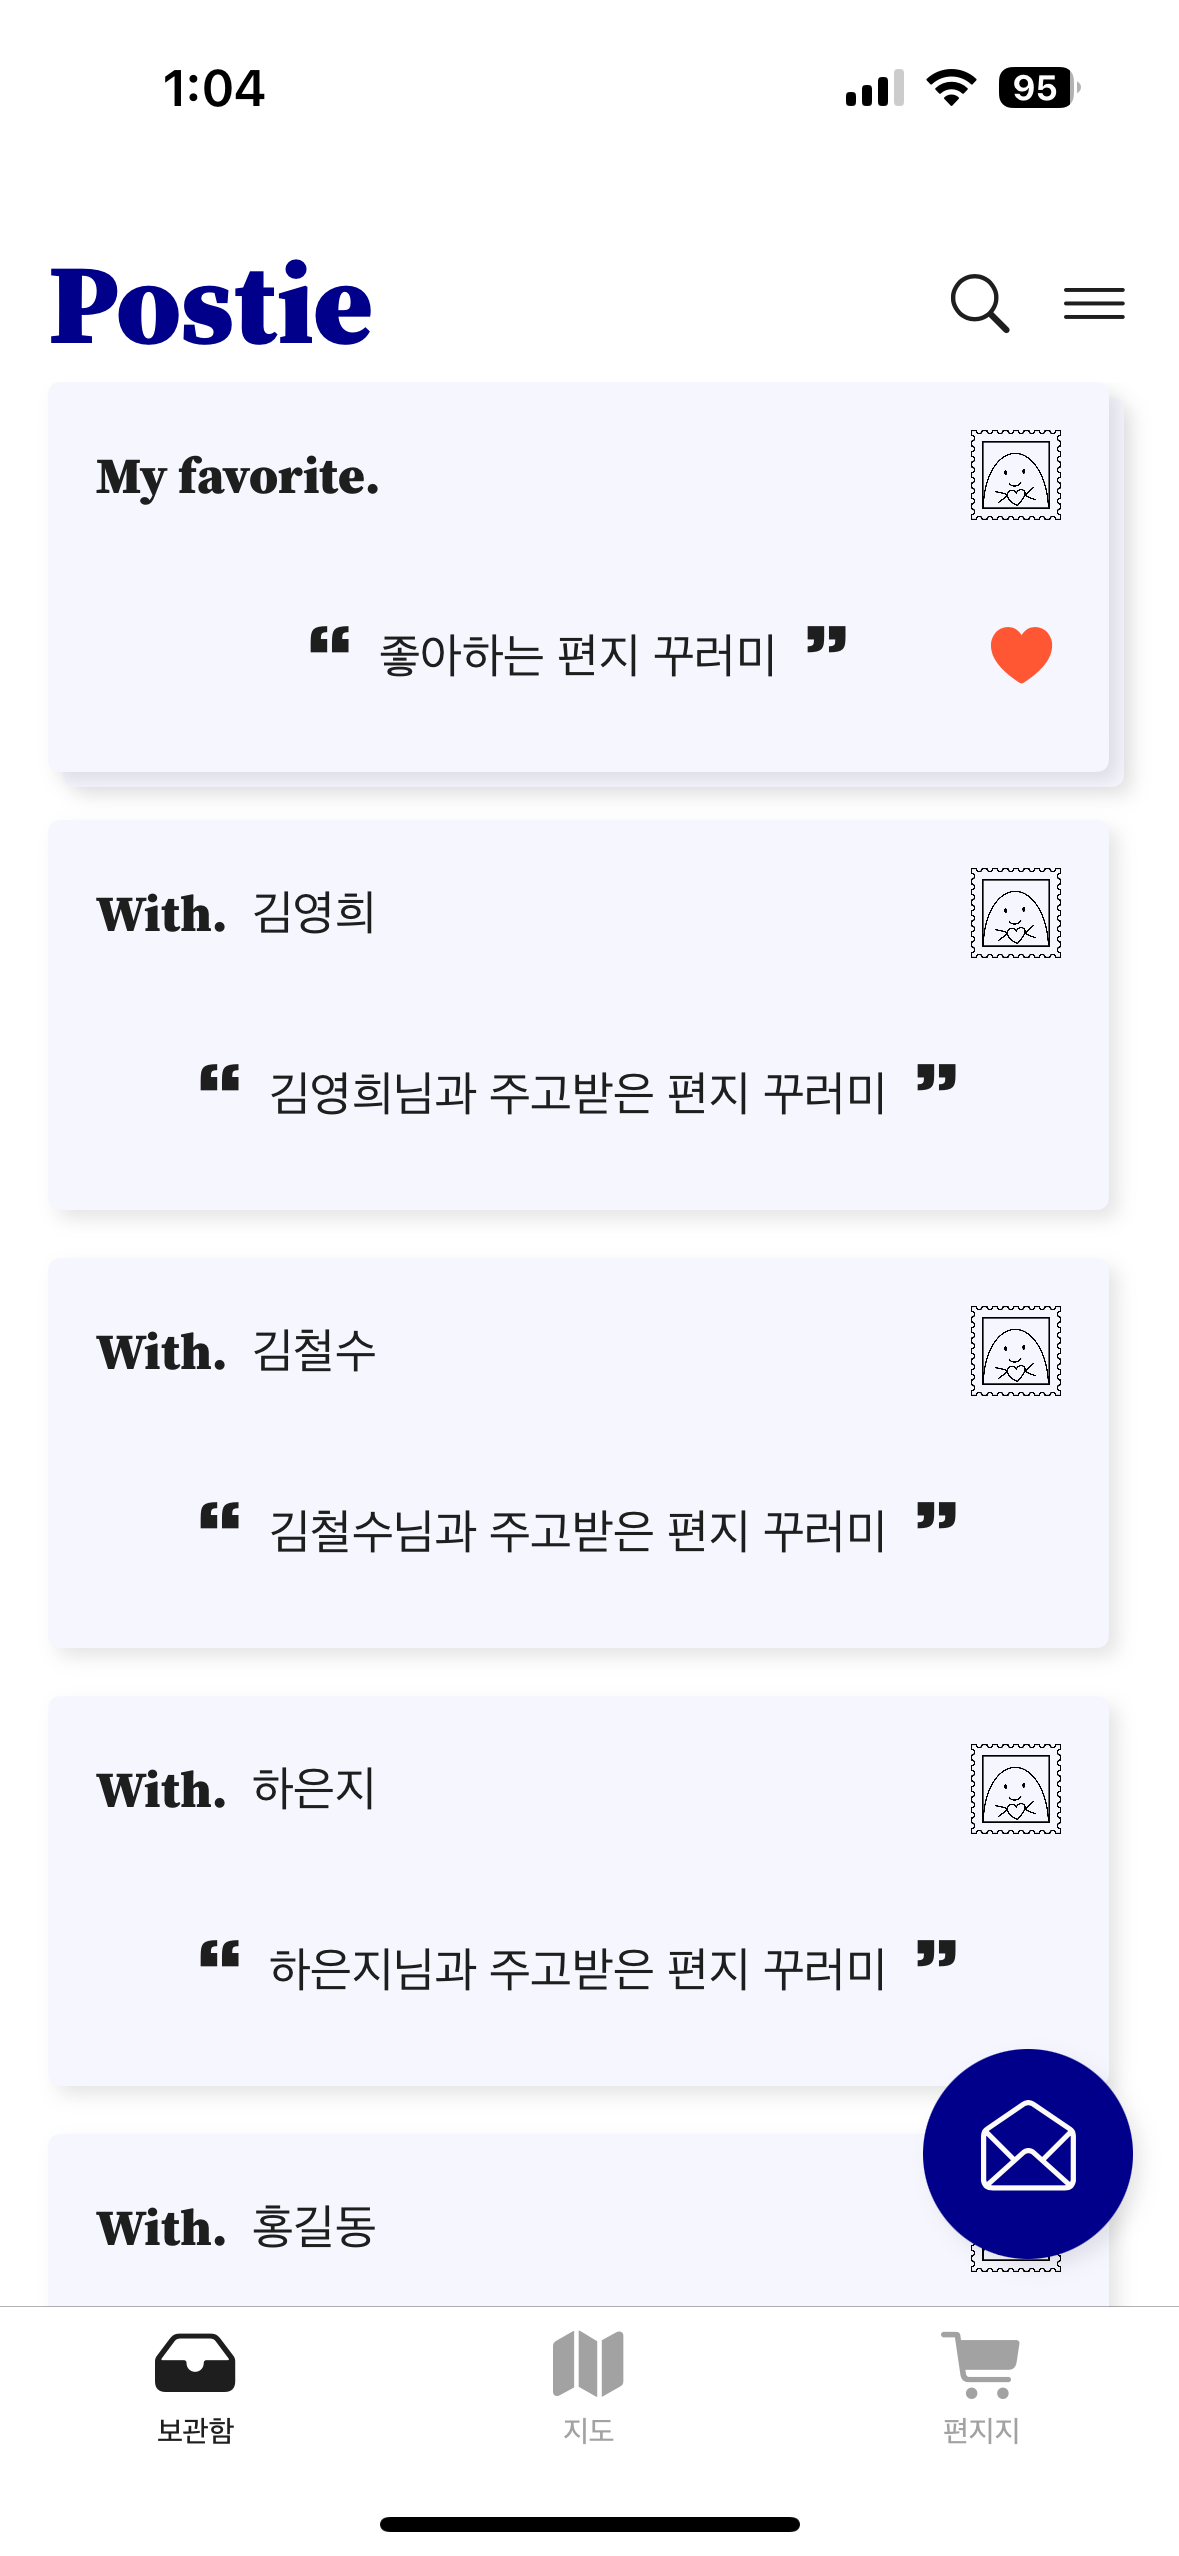 1:04
95
Postie
My favorite.
“ 좋아하는 편지 꾸러미 ”
With. 김영희
“ 김영희님과 주고받은 편지 꾸러미 ”
With. 김철수
“ 김철수님과 주고받은 편지 꾸러미 ”
With. 하은지
“ 하은지님과 주고받은 편지 꾸러미 ”
With. 홍길동
보관함
지도
편지지